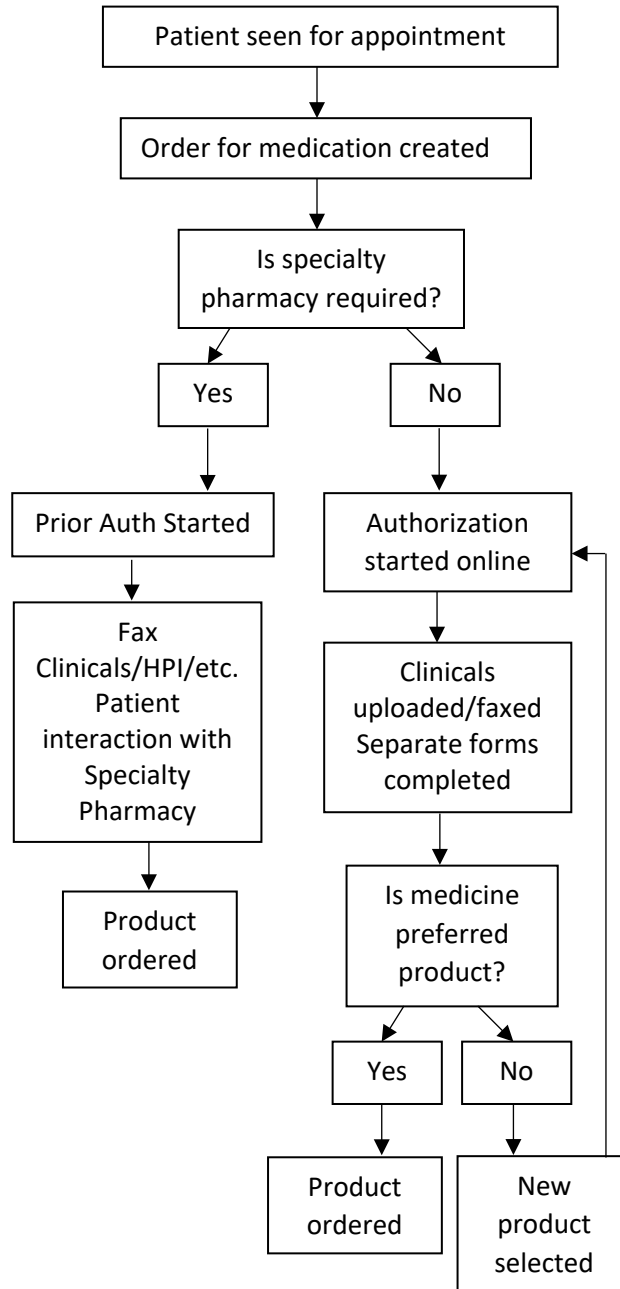 Patient seen for appointment
Order for medication created
Is specialty
pharmacy required?
Yes
No
Prior Auth Started
Authorization
started online
Fax
Clinicals/HPI/etc.
Patient
interaction with
Specialty
Pharmacy
Clinicals
uploaded/faxed
Separate forms
completed
Product
ordered
Is medicine
preferred
product?
Yes
No
Product
ordered
New
product
selected